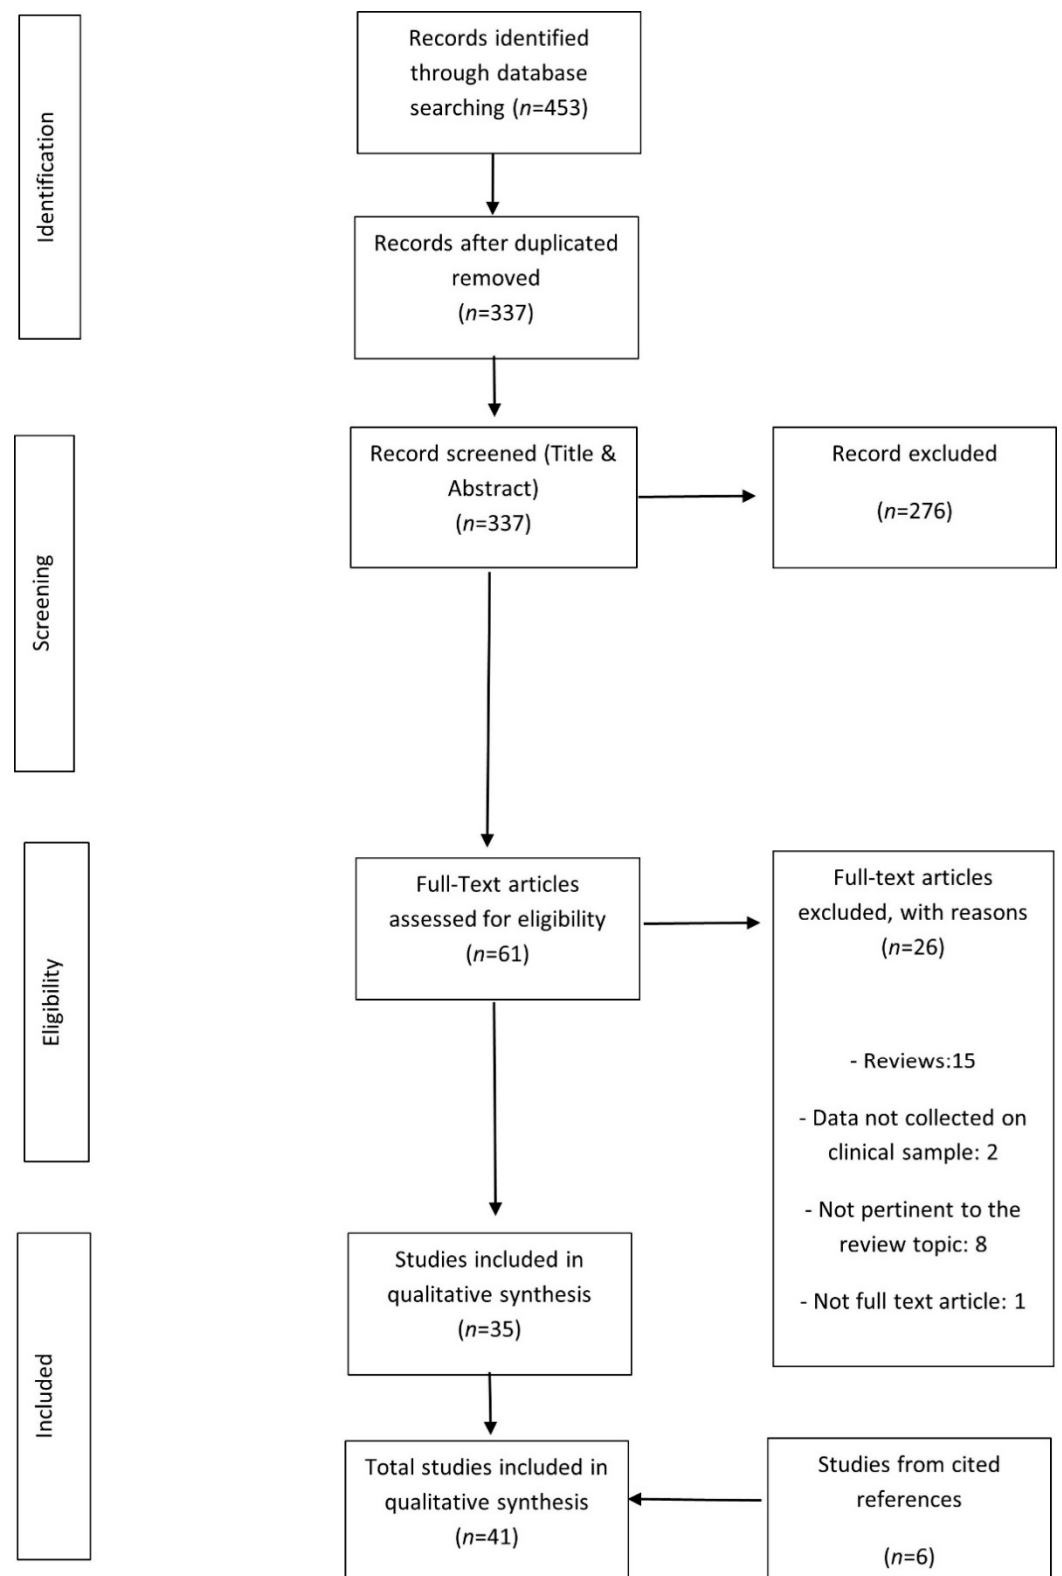 Identification
Records identified
through database
searching (n=453)
Records after duplicated
removed
(n=337)
Screening
Record screened (Title &
Abstract)
(n=337)
Record excluded
(n=276)
Eligibility
Full-Text articles
assessed for eligibility
(n=61)
Full-text articles
excluded, with reasons
(n=26)
- Reviews:15
- Data not collected on
clinical sample: 2
- Not pertinent to the
review topic: 8
- Not full text article: 1
Included
Studies included in
qualitative synthesis
(n=35)
Total studies included in
qualitative synthesis
(n=41)
Studies from cited
references
(n=6)